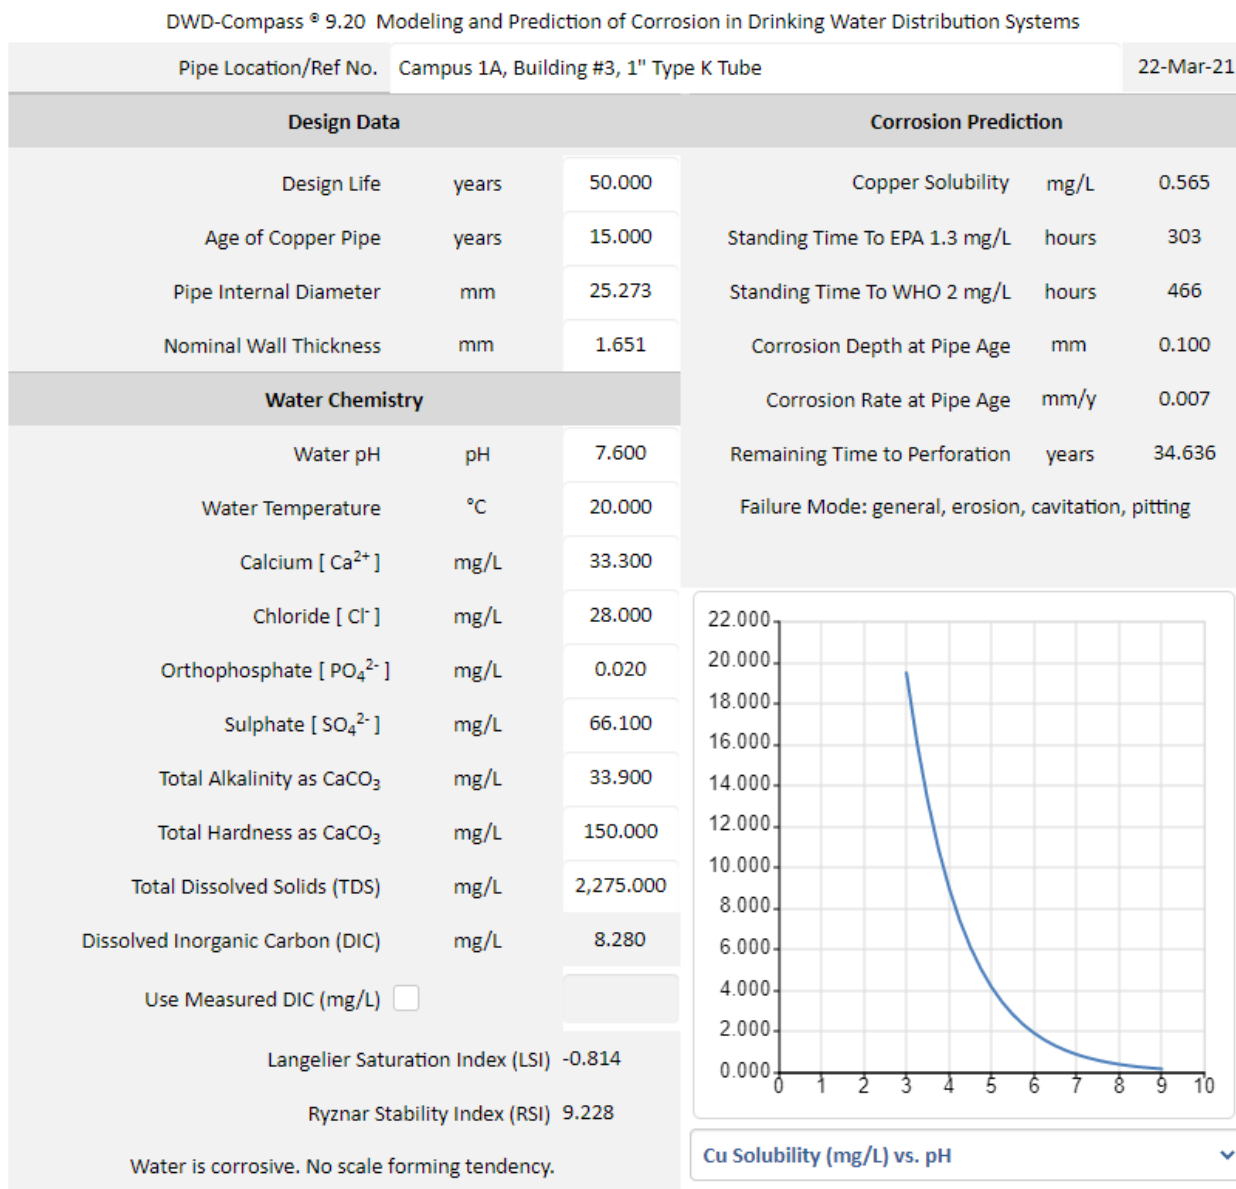 DWD-Compass ® 9.20 Modeling and Prediction of Corrosion in Drinking Water Distribution Systems
Pipe Location/Ref No. Campus 1A, Building #3, 1" Type K Tube 22-Mar-21
Design Data
Design Life years 50.000
Age of Copper Pipe years 15.000
Pipe Internal Diameter mm 25.273
Nominal Wall Thickness mm 1.651
Water Chemistry
Water pH pH 7.600
Water Temperature °C 20.000
Calcium [ Ca²⁺ ] mg/L 33.300
Chloride [ Cl⁻ ] mg/L 28.000
Orthophosphate [ PO₄²⁻ ] mg/L 0.020
Sulphate [ SO₄²⁻ ] mg/L 66.100
Total Alkalinity as CaCO₃ mg/L 33.900
Total Hardness as CaCO₃ mg/L 150.000
Total Dissolved Solids (TDS) mg/L 2,275.000
Dissolved Inorganic Carbon (DIC) mg/L 8.280
Use Measured DIC (mg/L)
Langelier Saturation Index (LSI) -0.814
Ryznar Stability Index (RSI) 9.228
Water is corrosive. No scale forming tendency.
Corrosion Prediction
Copper Solubility mg/L 0.565
Standing Time To EPA 1.3 mg/L hours 303
Standing Time To WHO 2 mg/L hours 466
Corrosion Depth at Pipe Age mm 0.100
Corrosion Rate at Pipe Age mm/y 0.007
Remaining Time to Perforation years 34.636
Failure Mode: general, erosion, cavitation, pitting
22.000
20.000
18.000
16.000
14.000
12.000
10.000
8.000
6.000
4.000
2.000
0.000
0 1 2 3 4 5 6 7 8 9 10
Cu Solubility (mg/L) vs. pH